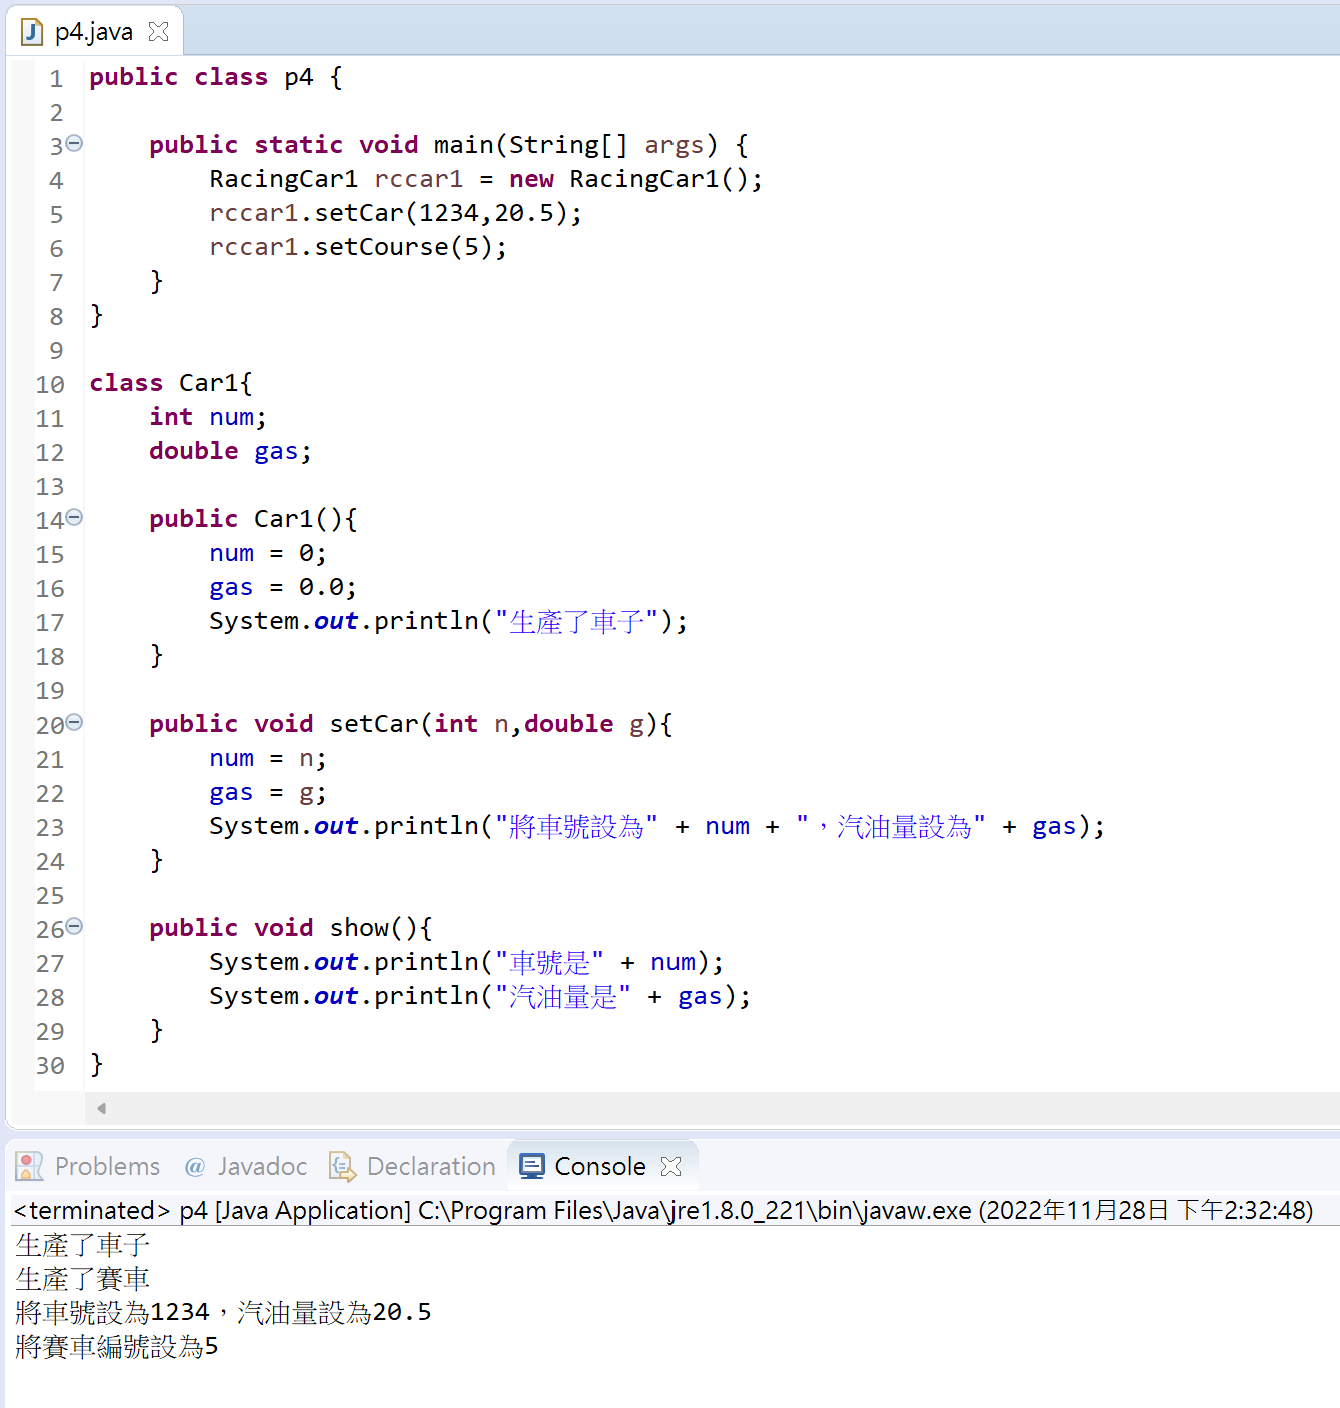 p4.java
1 public class p4 {
2
3 public static void main(String[] args) {
4 RacingCar1 rccar1 = new RacingCar1();
5 rccar1.setCar(1234,20.5);
6 rccar1.setCourse(5);
7 }
8 }
9
10 class Car1{
11 int num;
12 double gas;
13
14 public Car1(){
15 num = 0;
16 gas = 0.0;
17 System.out.println("生產了車子");
18 }
19
20 public void setCar(int n,double g){
21 num = n;
22 gas = g;
23 System.out.println("將車號設為" + num + "，汽油量設為" + gas);
24 }
25
26 public void show(){
27 System.out.println("車號是" + num);
28 System.out.println("汽油量是" + gas);
29 }
30 }
Problems @ Javadoc Declaration Console
<terminated> p4 [Java Application] C:\Program Files\Java\jre1.8.0_221\bin\javaw.exe (2022年11月28日 下午2:32:48)
生產了車子
生產了賽車
將車號設為1234，汽油量設為20.5
將賽車編號設為5